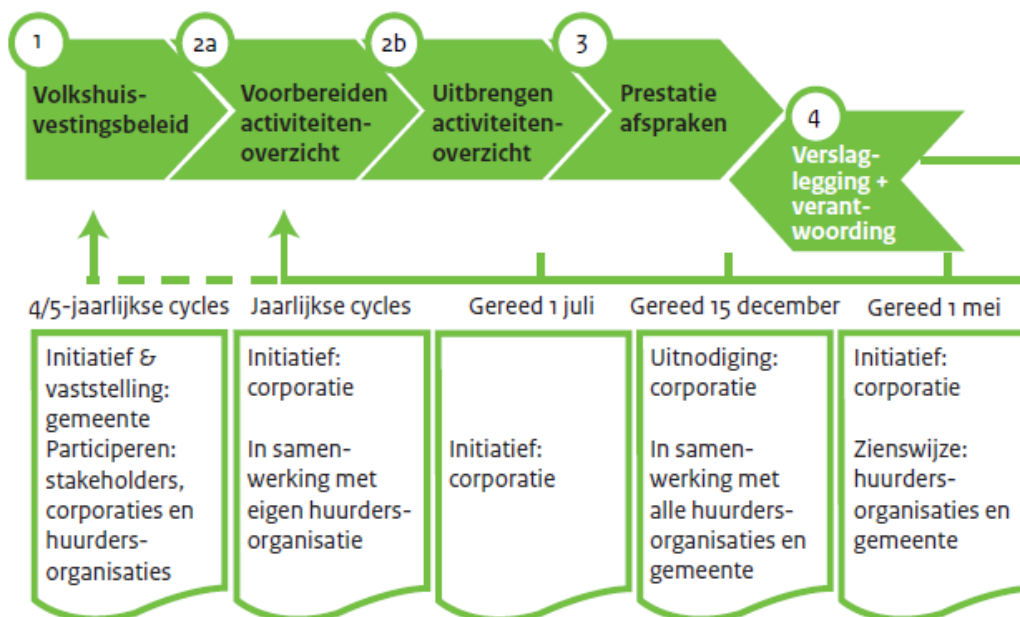 1
Volkshuis-
vestingsbeleid
2a
Voorbereiden
activiteiten-
overzicht
2b
Uitbrengen
activiteiten-
overzicht
3
Prestatie
afspraken
4
Verslag-
legging +
verant-
woording
4/5-jaarlijkse cycles
Initiatief &
vaststelling:
gemeente
Participeren:
stakeholders,
corporaties en
huurders-
organisaties
Jaarlijkse cycles
Initiatief:
corporatie
In samen-
werking met
eigen huurders-
organisatie
Gereed 1 juli
Initiatief:
corporatie
Gereed 15 december
Uitnodiging:
corporatie
In samen-
werking met
alle huurders-
organisaties en
gemeente
Gereed 1 mei
Initiatief:
corporatie
Zienswijze:
huurders-
organisaties en
gemeente